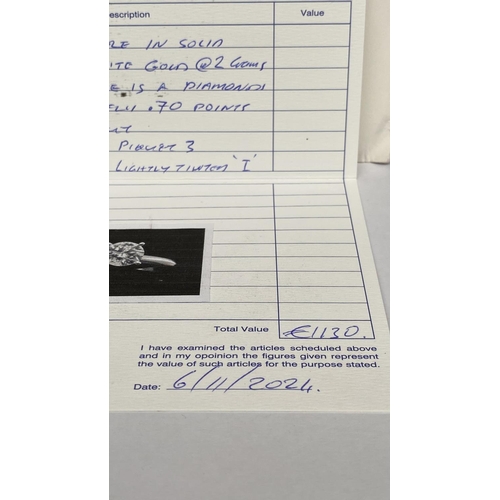 escription Value
RE IN SOLID
ITE GOLD @ 2 Grams
E IS A DIAMOND
ELY .70 POINTS
PIQUET 3
LIGHTLY TINTED 'I'
Total Value €1130.
I have examined the articles scheduled above
and in my opoinion the figures given represent
the value of such articles for the purpose stated.
Date: 6/11/2024.